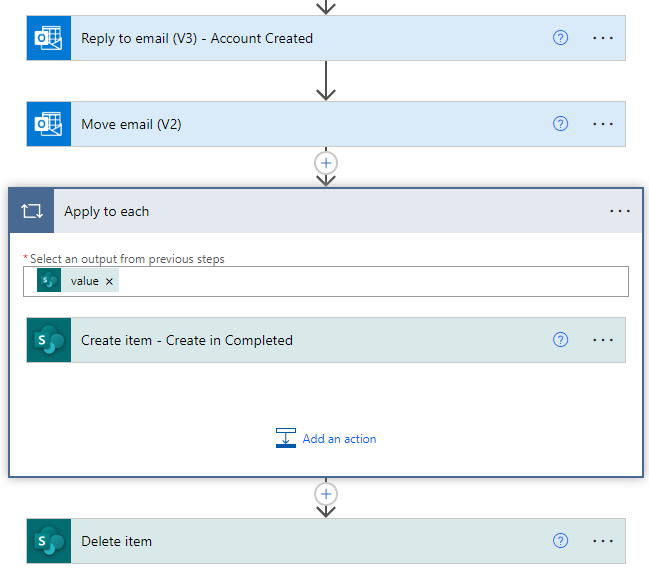 Reply to email (V3) - Account Created
Move email (V2)
Apply to each
* Select an output from previous steps
value ×
Create item - Create in Completed
Add an action
Delete item